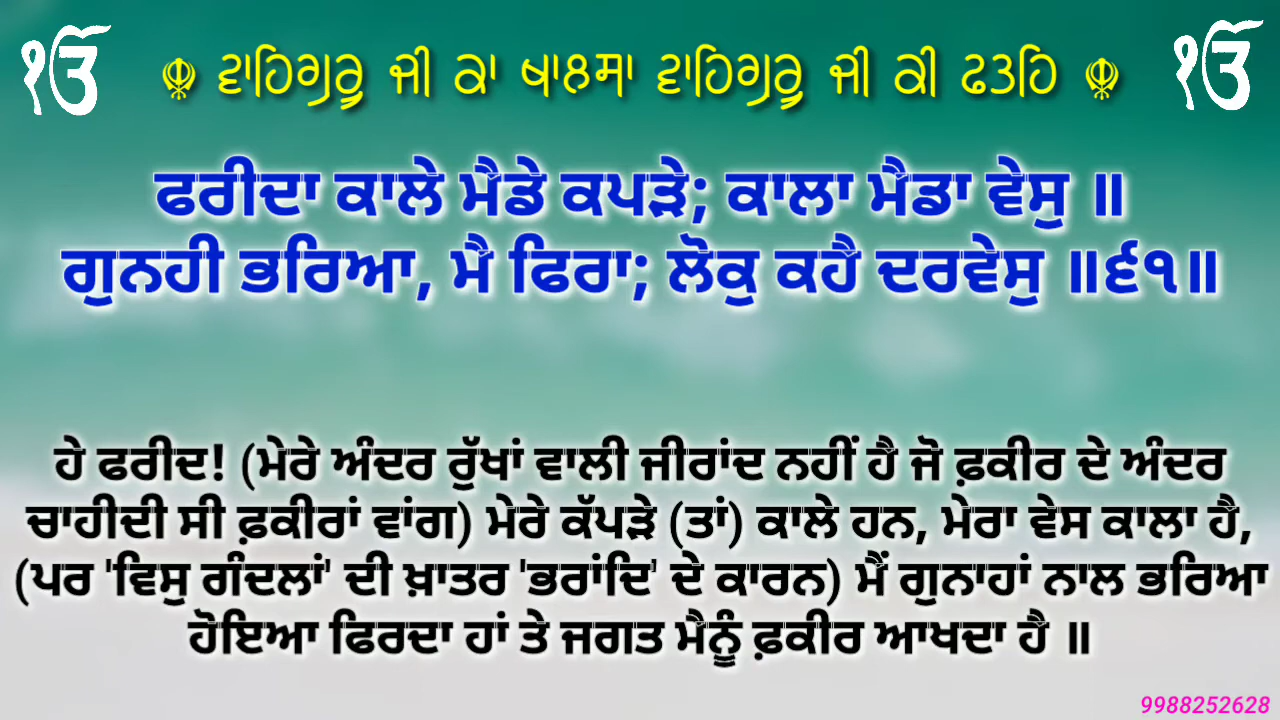 ੴ ☬ ਵਾਹਿਗੁਰੂ ਜੀ ਕਾ ਖਾਲਸਾ ਵਾਹਿਗੁਰੂ ਜੀ ਕੀ ਫਤਹਿ ☬ ੴ
ਫਰੀਦਾ ਕਾਲੇ ਮੈਡੇ ਕਪੜੇ; ਕਾਲਾ ਮੈਡਾ ਵੇਸੁ ॥
ਗੁਨਹੀ ਭਰਿਆ, ਮੈ ਫਿਰਾ; ਲੋਕੁ ਕਹੈ ਦਰਵੇਸੁ ॥੬੧॥
ਹੇ ਫਰੀਦ! (ਮੇਰੇ ਅੰਦਰ ਰੁੱਖਾਂ ਵਾਲੀ ਜੀਰਾਂਦ ਨਹੀਂ ਹੈ ਜੋ ਫ਼ਕੀਰ ਦੇ ਅੰਦਰ
ਚਾਹੀਦੀ ਸੀ ਫ਼ਕੀਰਾਂ ਵਾਂਗ) ਮੇਰੇ ਕੱਪੜੇ (ਤਾਂ) ਕਾਲੇ ਹਨ, ਮੇਰਾ ਵੇਸ ਕਾਲਾ ਹੈ,
(ਪਰ 'ਵਿਸੁ ਗੰਦਲਾਂ' ਦੀ ਖ਼ਾਤਰ 'ਭਰਾਂਦਿ' ਦੇ ਕਾਰਨ) ਮੈਂ ਗੁਨਾਹਾਂ ਨਾਲ ਭਰਿਆ
ਹੋਇਆ ਫਿਰਦਾ ਹਾਂ ਤੇ ਜਗਤ ਮੈਨੂੰ ਫ਼ਕੀਰ ਆਖਦਾ ਹੈ ॥
9988252628